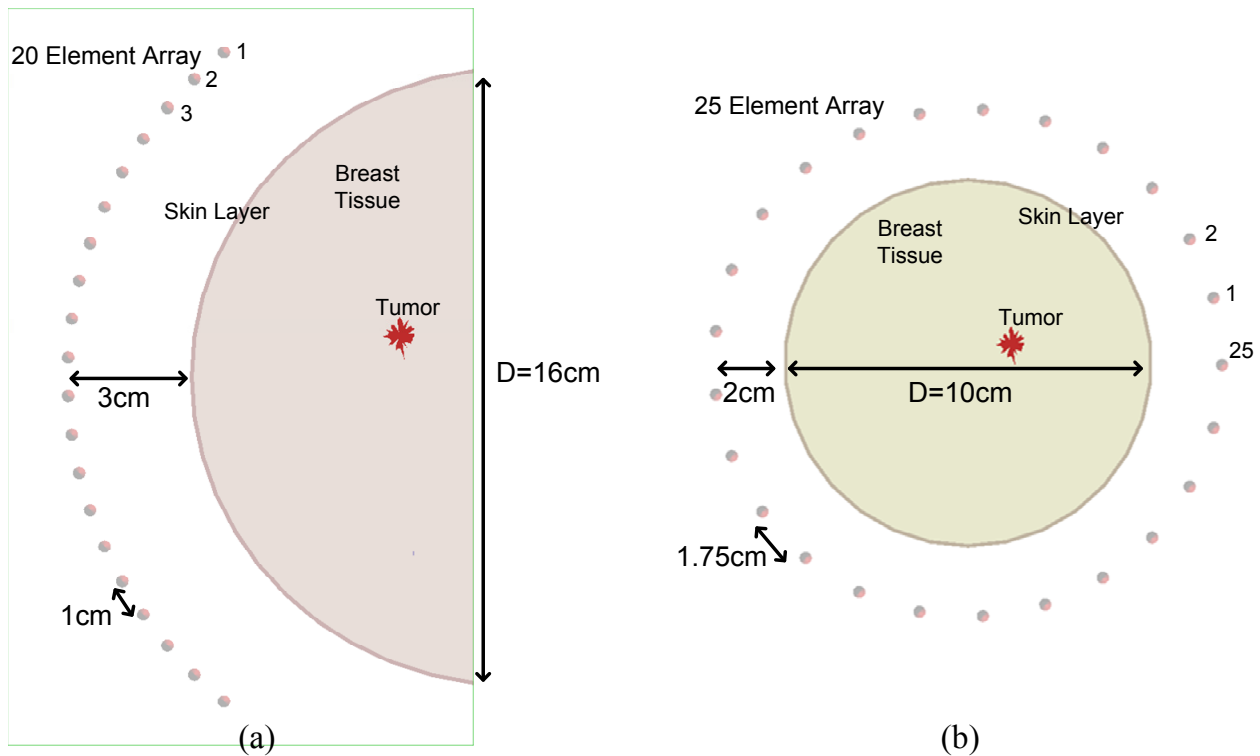 20 Element Array
1
2
3
Breast
Tissue
Skin Layer
Tumor
3cm
D=16cm
1cm
(a)
25 Element Array
Breast
Tissue
Skin Layer
2
1
25
Tumor
2cm
D=10cm
1.75cm
(b)